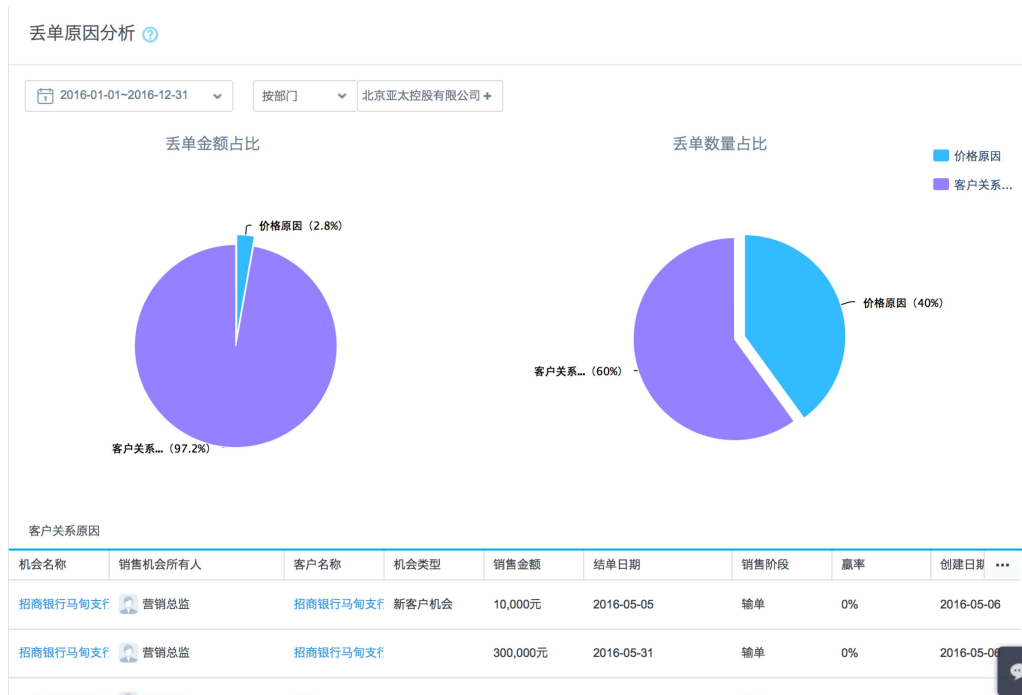 丢单原因分析 ?
2016-01-01~2016-12-31 按部门 北京亚太控股有限公司 +
丢单金额占比 丢单数量占比
价格原因
客户关系...
价格原因（2.8%）
价格原因（40%）
客户关系...（60%）
客户关系...（97.2%）
客户关系原因
机会名称 销售机会所有人 客户名称 机会类型 销售金额 结单日期 销售阶段 赢率 创建日期 ...
招商银行马甸支行 营销总监 招商银行马甸支行 新客户机会 10,000元 2016-05-05 输单 0% 2016-05-06
招商银行马甸支行 营销总监 招商银行马甸支行 300,000元 2016-05-31 输单 0% 2016-05-06